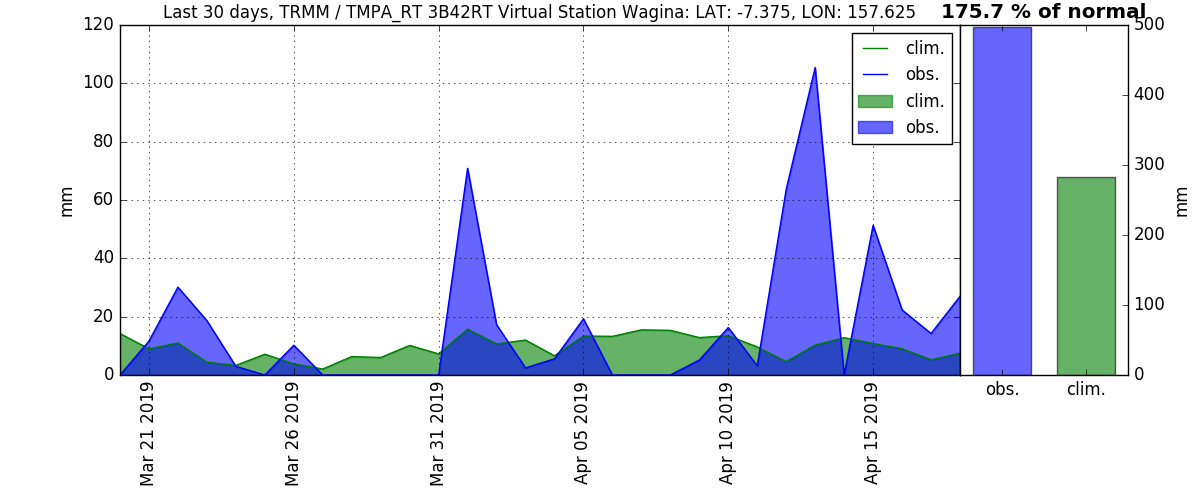 Last 30 days, TRMM / TMPA_RT 3B42RT Virtual Station Wagina: LAT: -7.375, LON: 157.625
175.7 % of normal
120
100
80
60
40
20
0
mm
clim.
obs.
clim.
obs.
500
400
300
200
100
0
mm
Mar 21 2019
Mar 26 2019
Mar 31 2019
Apr 05 2019
Apr 10 2019
Apr 15 2019
obs.
clim.